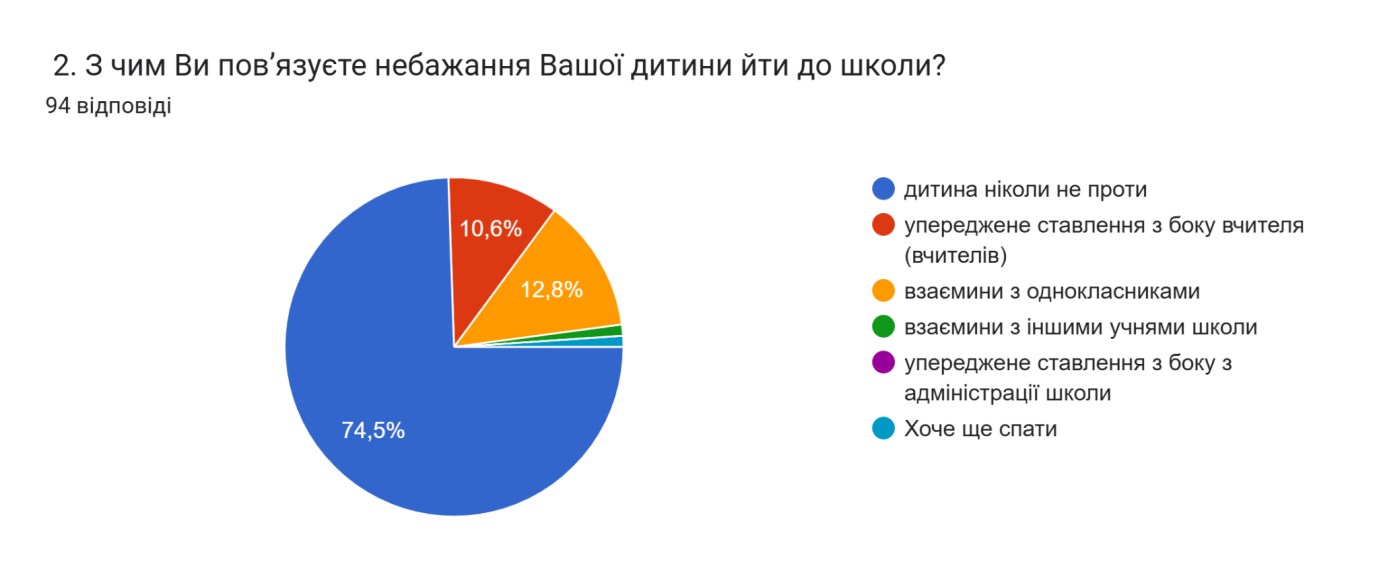 2. З чим Ви пов’язуєте небажання Вашої дитини йти до школи?
94 відповіді
дитина ніколи не проти
упереджене ставлення з боку вчителя
(вчителів)
взаємини з однокласниками
взаємини з іншими учнями школи
упереджене ставлення з боку з
адміністрації школи
Хоче ще спати
10,6%
12,8%
74,5%